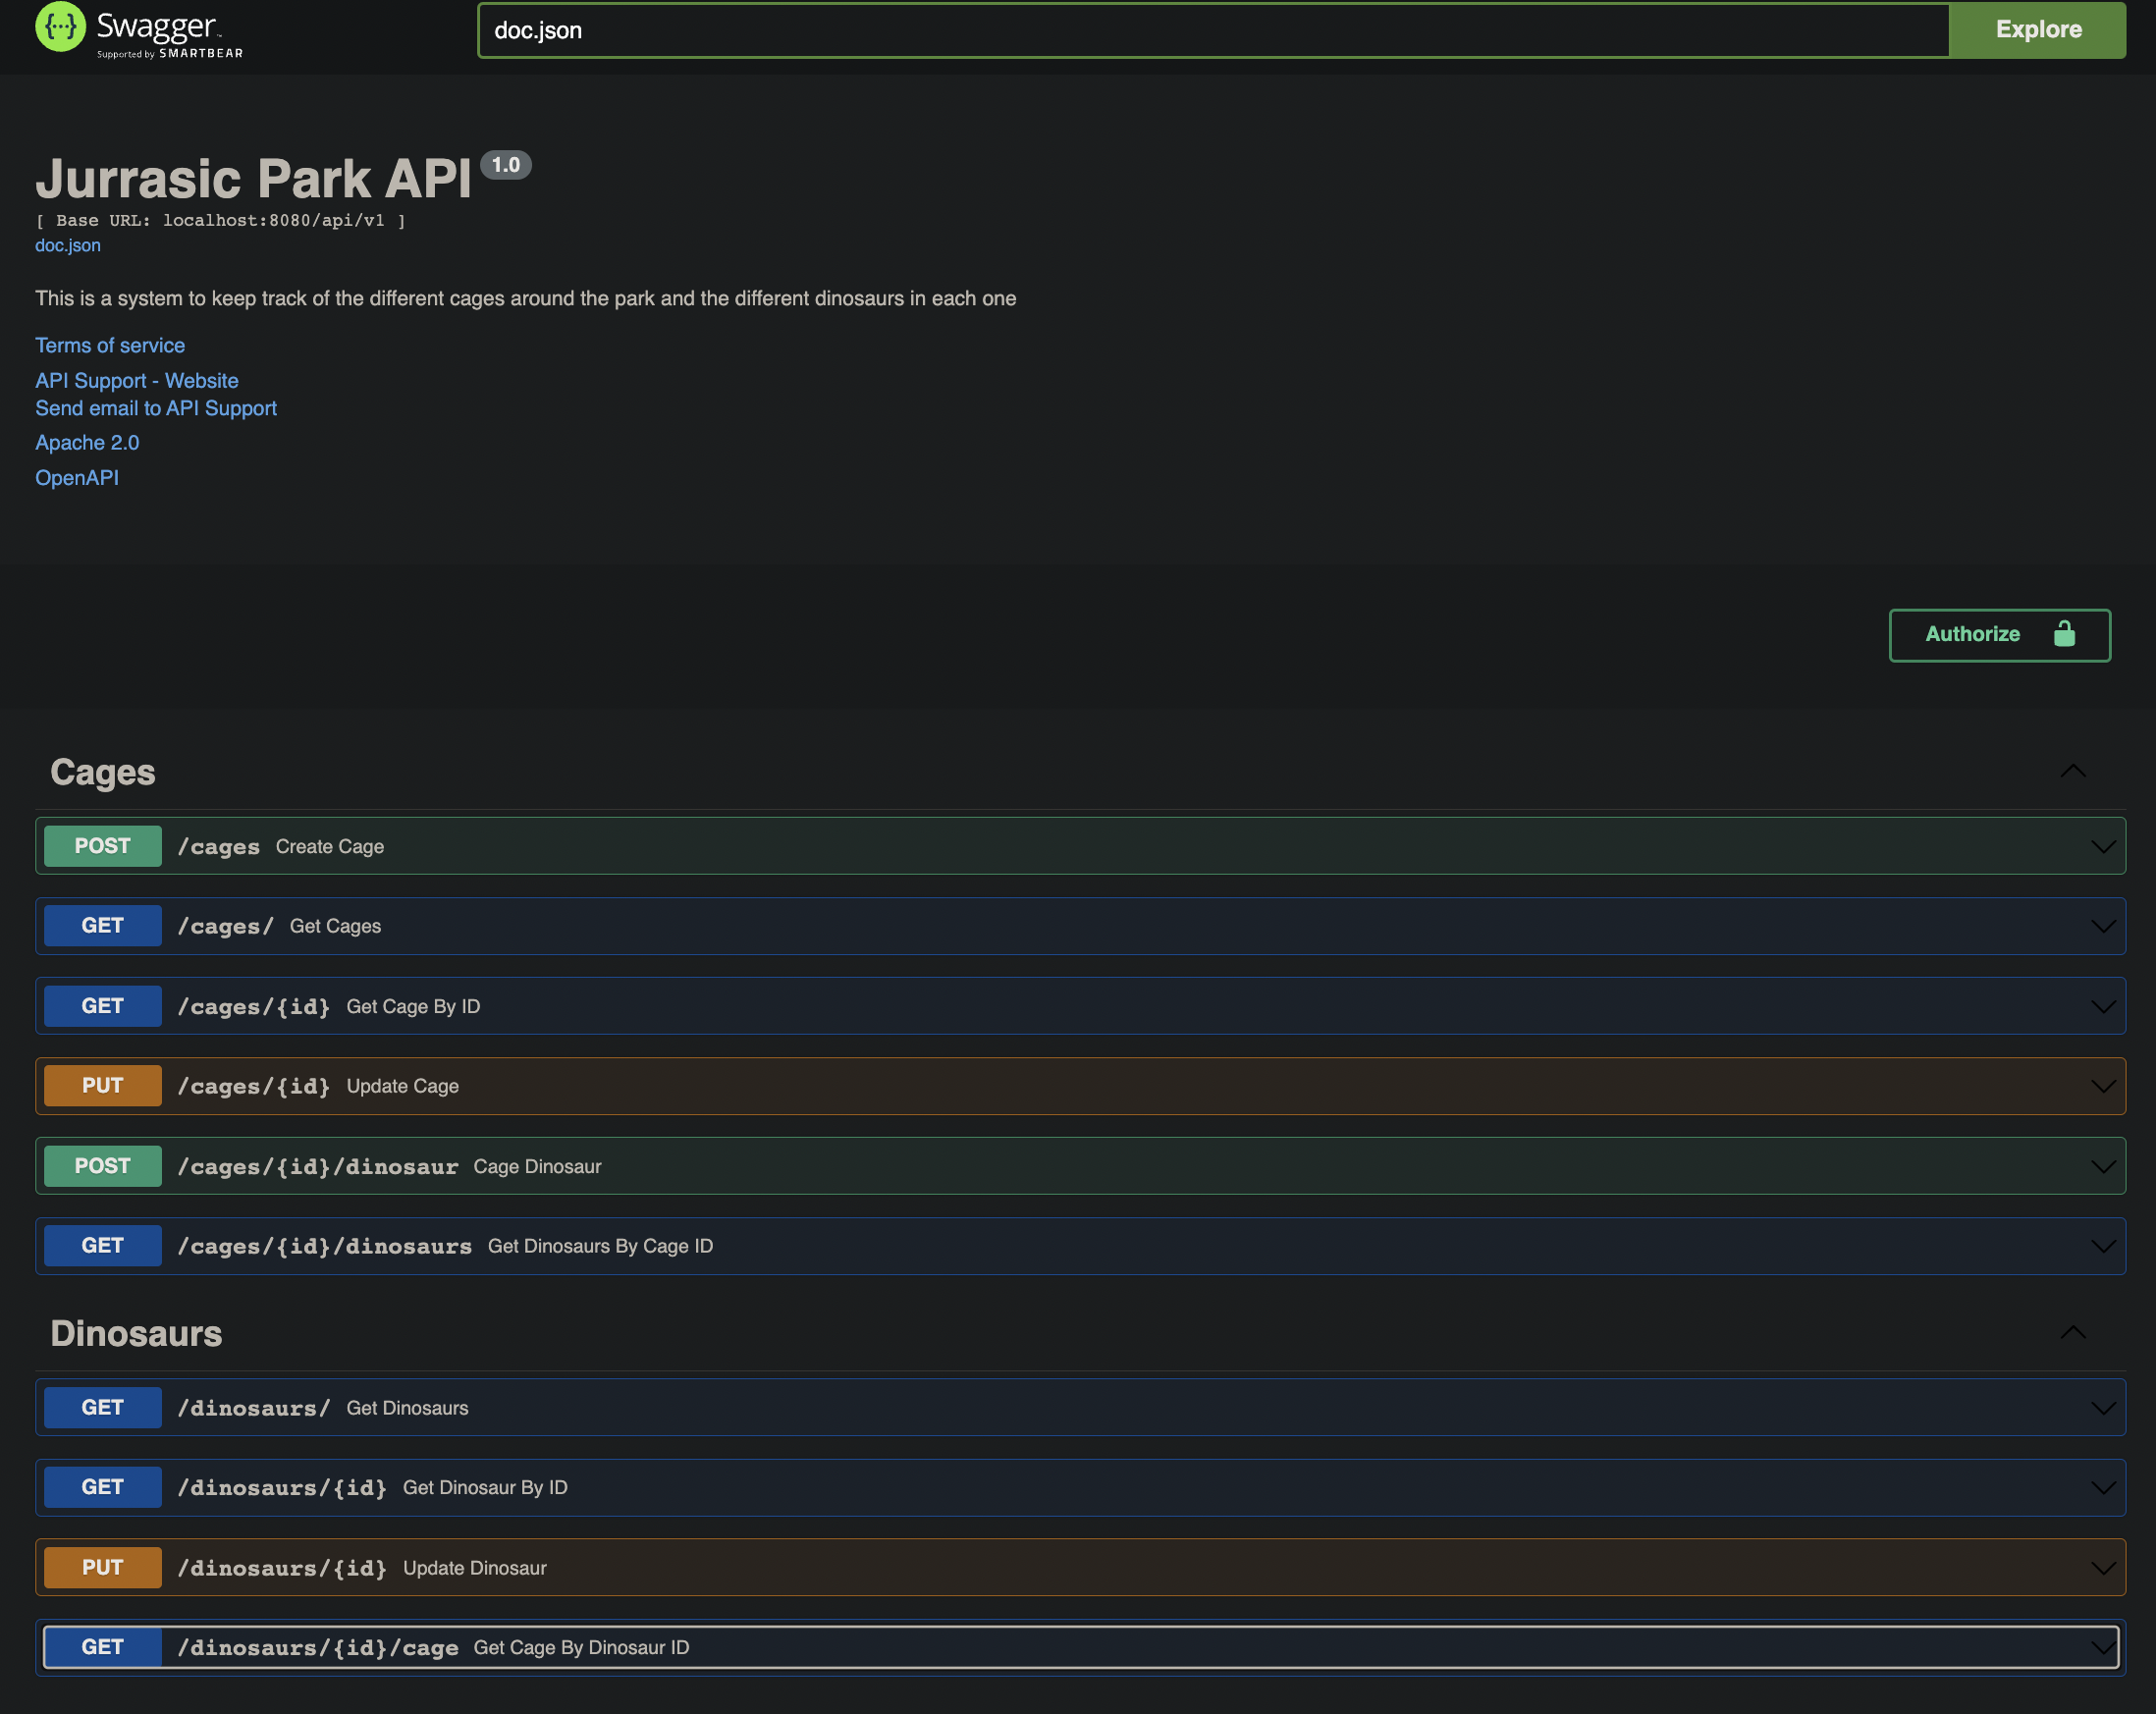 {···} Swagger™
Supported by SMARTBEAR
doc.json
Explore
Jurrasic Park API 1.0
[ Base URL: localhost:8080/api/v1 ]
doc.json
This is a system to keep track of the different cages around the park and the different dinosaurs in each one
Terms of service
API Support - Website
Send email to API Support
Apache 2.0
OpenAPI
Authorize
Cages
POST /cages Create Cage
GET /cages/ Get Cages
GET /cages/{id} Get Cage By ID
PUT /cages/{id} Update Cage
POST /cages/{id}/dinosaur Cage Dinosaur
GET /cages/{id}/dinosaurs Get Dinosaurs By Cage ID
Dinosaurs
GET /dinosaurs/ Get Dinosaurs
GET /dinosaurs/{id} Get Dinosaur By ID
PUT /dinosaurs/{id} Update Dinosaur
GET /dinosaurs/{id}/cage Get Cage By Dinosaur ID